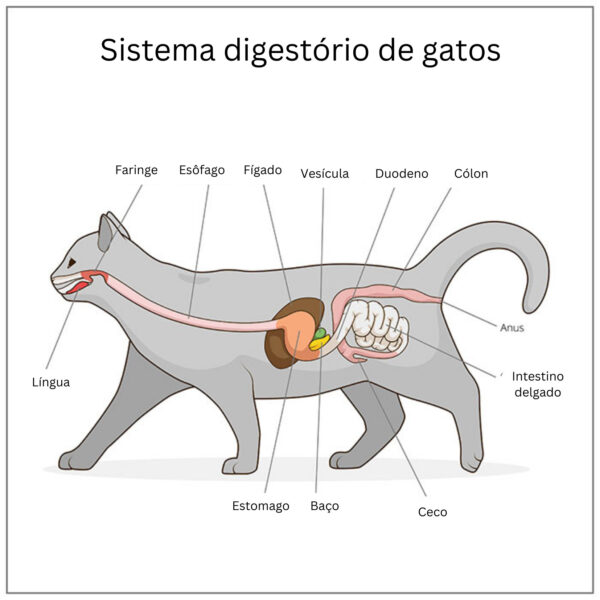 Sistema digestório de gatos
Faringe
Esôfago
Fígado
Vesícula
Duodeno
Cólon
Anus
Língua
Intestino
delgado
Estomago
Baço
Ceco